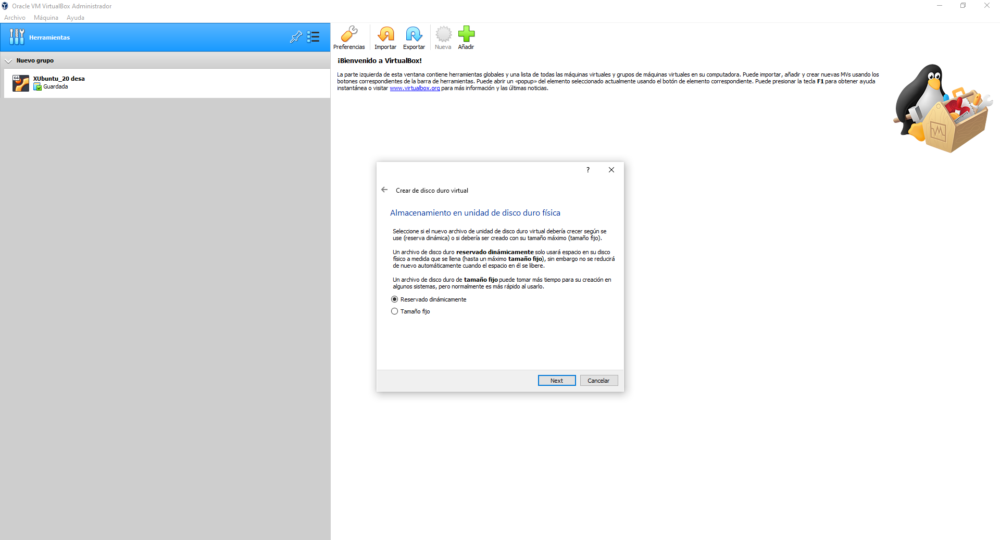 Oracle VM VirtualBox Administrador
Archivo Máquina Ayuda
Herramientas
Preferencias Importar Exportar Nueva Añadir
Nuevo grupo
64
XUbuntu_20 desa
Guardada
¡Bienvenido a VirtualBox!
La parte izquierda de esta ventana contiene herramientas globales y una lista de todas las máquinas virtuales y grupos de máquinas virtuales en su computadora. Puede importar, añadir y crear nuevas MVs usando los
botones correspondientes de la barra de herramientas. Puede abrir un «popup» del elemento seleccionado actualmente usando el botón de elemento correspondiente. Puede presionar la tecla F1 para obtener ayuda
instantánea o visitar www.virtualbox.org para más información y las últimas noticias.
?
Crear de disco duro virtual
Almacenamiento en unidad de disco duro física
Seleccione si el nuevo archivo de unidad de disco duro virtual debería crecer según se
use (reserva dinámica) o si debería ser creado con su tamaño máximo (tamaño fijo).
Un archivo de disco duro reservado dinámicamente solo usará espacio en su disco
físico a medida que se llena (hasta un máximo tamaño fijo), sin embargo no se reducirá
de nuevo automáticamente cuando el espacio en él se libere.
Un archivo de disco duro de tamaño fijo puede tomar más tiempo para su creación en
algunos sistemas, pero normalmente es más rápido al usarlo.
Reservado dinámicamente
Tamaño fijo
Next Cancelar